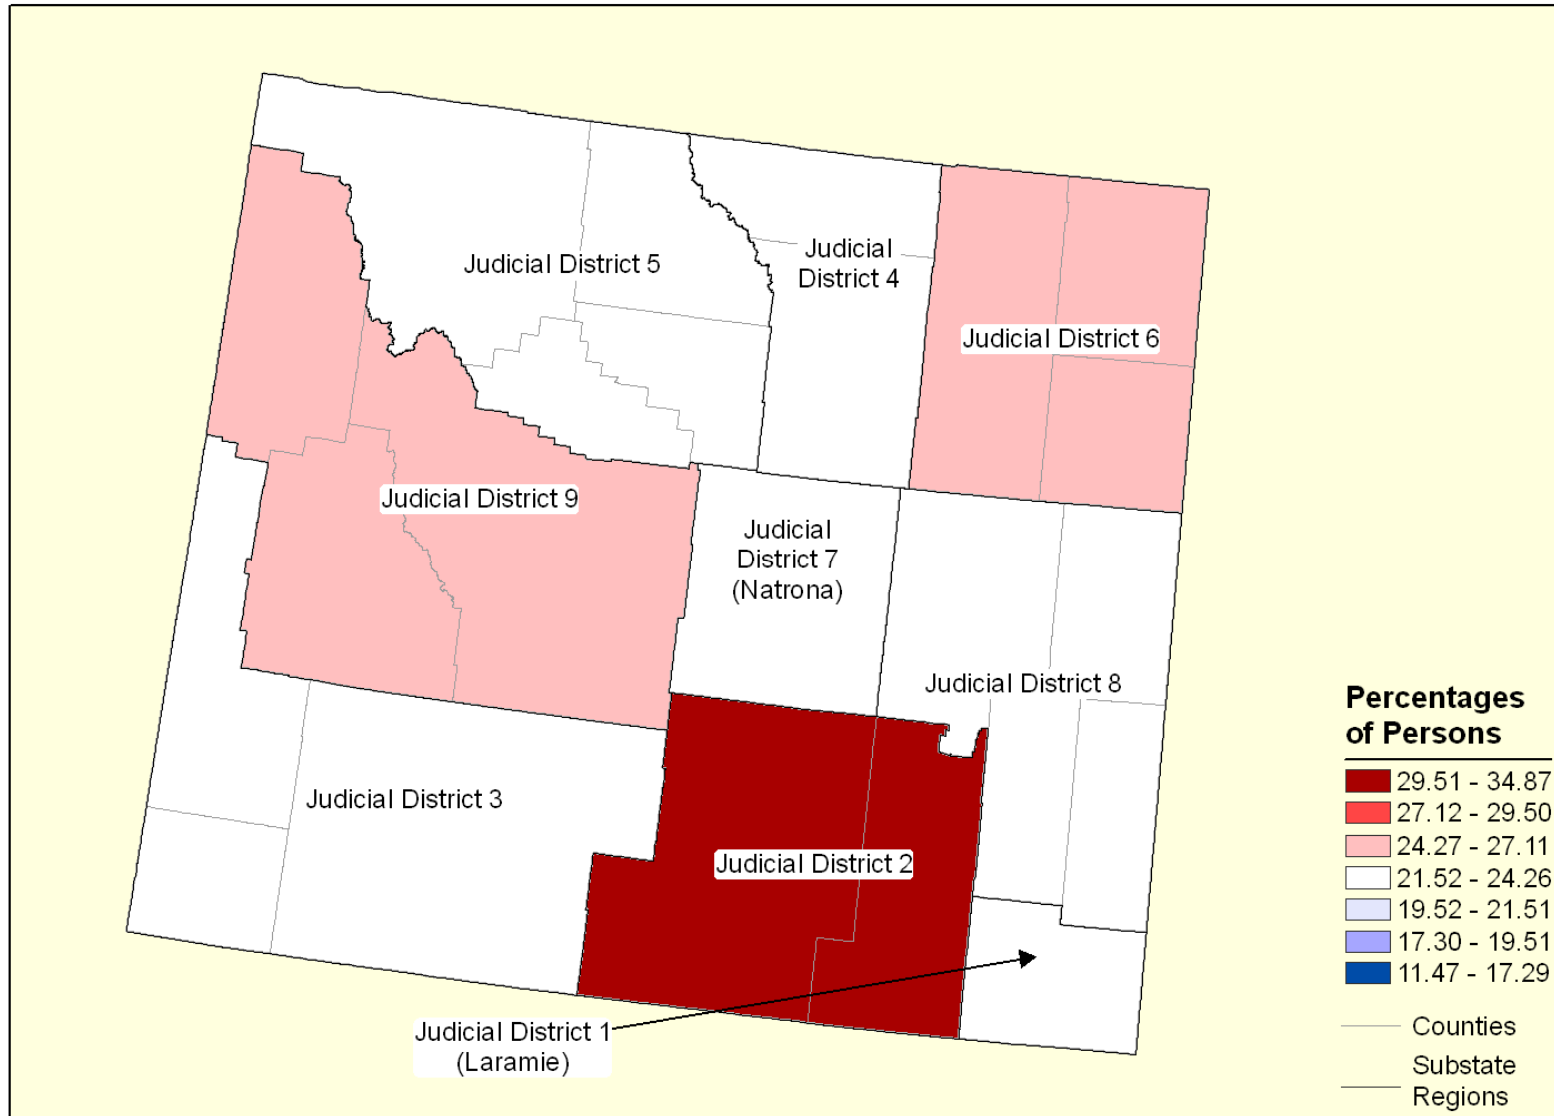 Judicial District 5
Judicial
District 4
Judicial District 6
Judicial District 9
Judicial
District 7
(Natrona)
Judicial District 8
Judicial District 3
Judicial District 2
Judicial District 1
(Laramie)
Percentages
of Persons
29.51 - 34.87
27.12 - 29.50
24.27 - 27.11
21.52 - 24.26
19.52 - 21.51
17.30 - 19.51
11.47 - 17.29
Counties
Substate
Regions